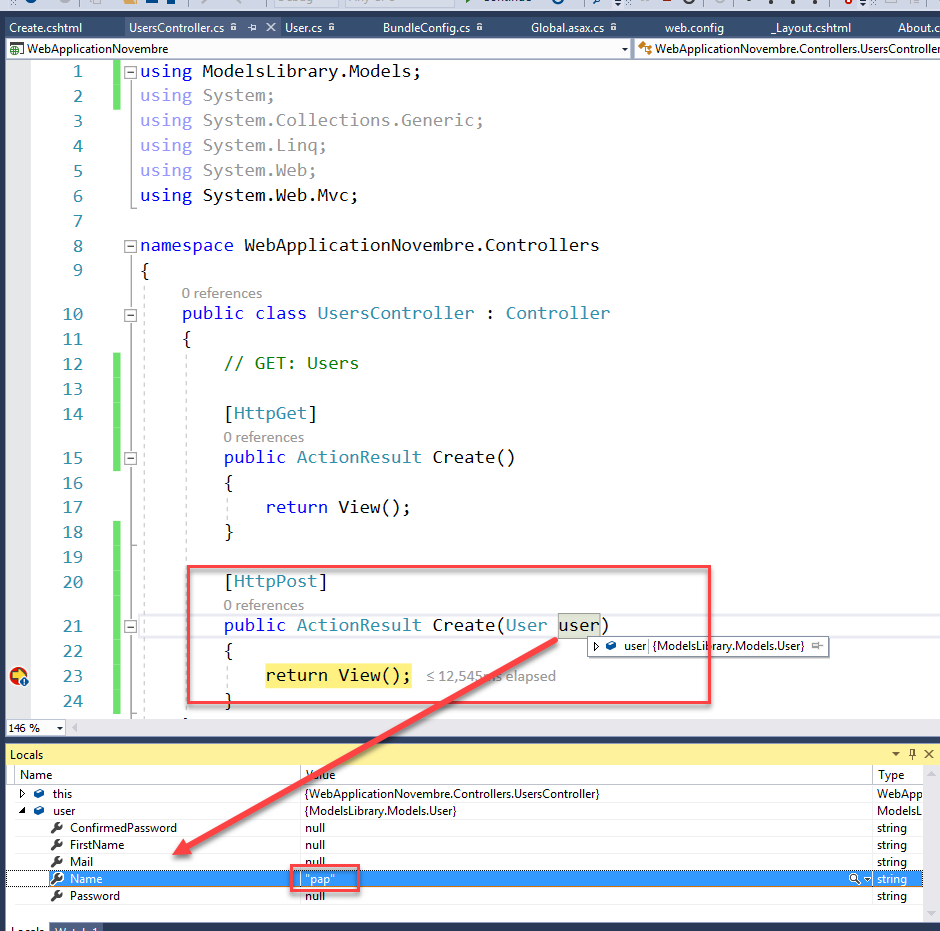 Continue
Create.cshtml UsersController.cs User.cs BundleConfig.cs Global.asax.cs web.config _Layout.cshtml About.c
WebApplicationNovembre WebApplicationNovembre.Controllers.UsersController
1 using ModelsLibrary.Models;
2 using System;
3 using System.Collections.Generic;
4 using System.Linq;
5 using System.Web;
6 using System.Web.Mvc;
7
8 namespace WebApplicationNovembre.Controllers
9 {
0 references
10 public class UsersController : Controller
11 {
12 // GET: Users
13
14 [HttpGet]
0 references
15 public ActionResult Create()
16 {
17 return View();
18 }
19
20 [HttpPost]
0 references
21 public ActionResult Create(User user)
22 {
user {ModelsLibrary.Models.User}
23 return View(); ≤ 12,545ms elapsed
24 }
146 %
Locals
Name Value Type
this {WebApplicationNovembre.Controllers.UsersController} WebApp
user {ModelsLibrary.Models.User} ModelsL
ConfirmedPassword null string
FirstName null string
Mail null string
Name "pap" string
Password null string
Locals Watch 1